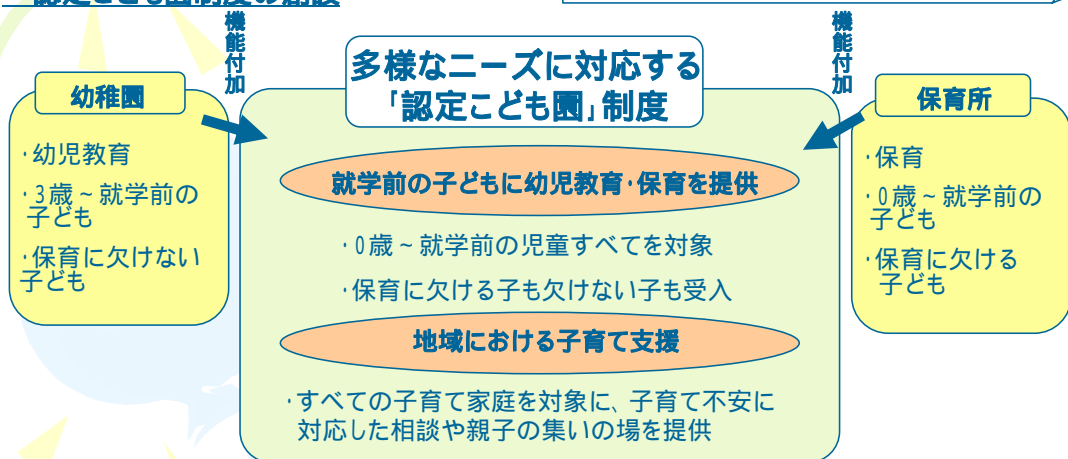 機能付加
機能付加
多様なニーズに対応する
「認定こども園」制度
幼稚園
・幼児教育
・3歳~就学前の
子ども
・保育に欠けない
子ども
就学前の子どもに幼児教育・保育を提供
・0歳~就学前の児童すべてを対象
・保育に欠ける子も欠けない子も受入
地域における子育て支援
・すべての子育て家庭を対象に、子育て不安に
対応した相談や親子の集いの場を提供
保育所
・保育
・0歳~就学前の
子ども
・保育に欠ける
子ども